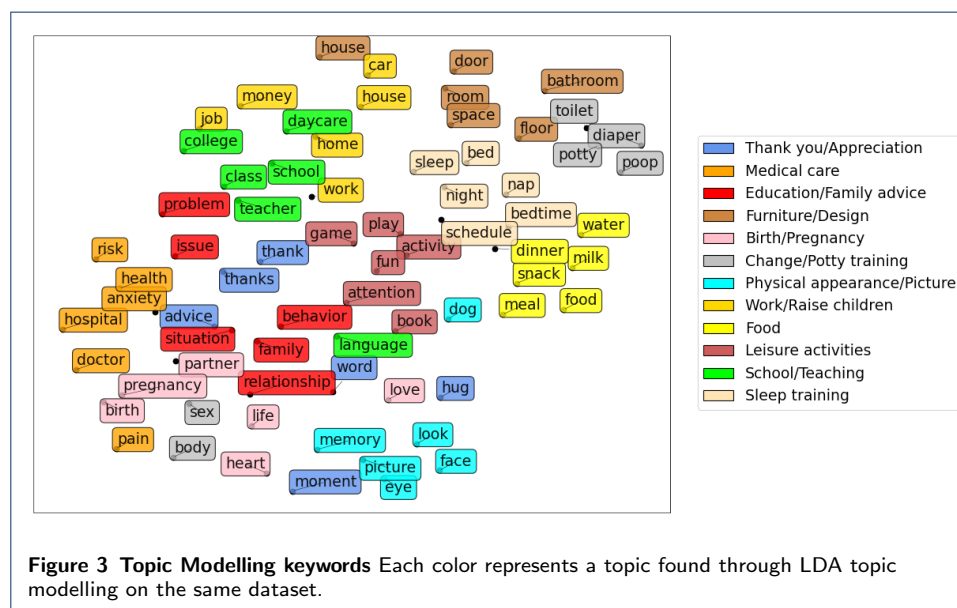 house
car
door
bathroom
money
house
room
space
toilet
job
daycare
floor
diaper
college
home
sleep
bed
potty
poop
class
school
work
night
nap
problem
teacher
bedtime
game
play
schedule
water
risk
issue
thank
activity
dinner
milk
fun
health
thanks
snack
anxiety
attention
meal
food
hospital
advice
behavior
book
dog
situation
language
doctor
partner
family
word
pregnancy
relationship
love
hug
birth
sex
life
pain
body
memory
look
heart
picture
face
moment
eye
Thank you/Appreciation
Medical care
Education/Family advice
Furniture/Design
Birth/Pregnancy
Change/Potty training
Physical appearance/Picture
Work/Raise children
Food
Leisure activities
School/Teaching
Sleep training
Figure 3 Topic Modelling keywords Each color represents a topic found through LDA topic
modelling on the same dataset.